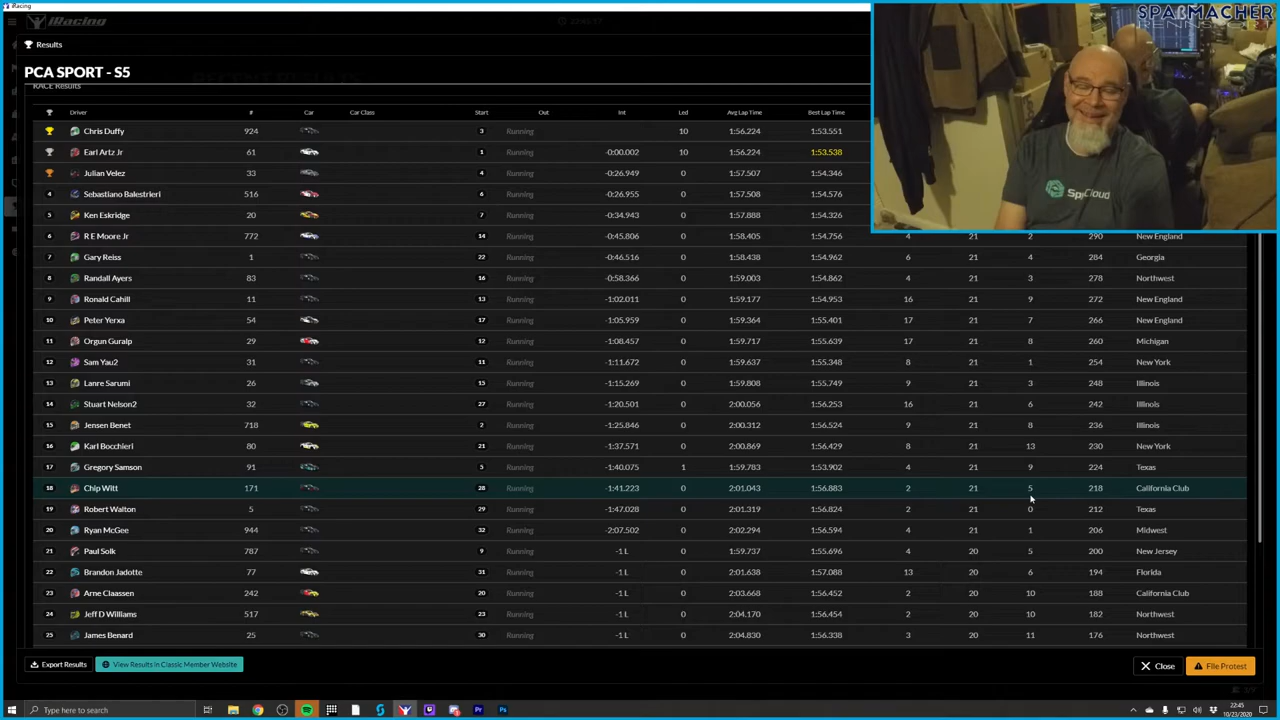 iRacing
iRacing
22:45:57
Results
SPAßMACHER
RENNSPORT
PCA SPORT - S5
RACE Results
Driver # Car Car Class Start Out Int Led Avg Lap Time Best Lap Time
Chris Duffy 924 3 Running 10 1:56.224 1:53.551
Earl Artz Jr 61 1 Running -0:00.002 10 1:56.224 1:53.538
Julian Velez 33 4 Running -0:26.949 0 1:57.507 1:54.346
4 Sebastiano Balestrieri 516 6 Running -0:26.955 0 1:57.508 1:54.576
5 Ken Eskridge 20 7 Running -0:34.943 0 1:57.888 1:54.326
6 R E Moore Jr 772 14 Running -0:45.806 0 1:58.405 1:54.756 4 21 2 290 New England
7 Gary Reiss 1 22 Running -0:46.516 0 1:58.438 1:54.962 6 21 4 284 Georgia
8 Randall Ayers 83 16 Running -0:58.366 0 1:59.003 1:54.862 4 21 3 278 Northwest
9 Ronald Cahill 11 13 Running -1:02.011 0 1:59.177 1:54.953 16 21 9 272 New England
10 Peter Yerxa 54 17 Running -1:05.959 0 1:59.364 1:55.401 17 21 7 266 New England
11 Orgun Guralp 29 12 Running -1:08.457 0 1:59.717 1:55.639 17 21 8 260 Michigan
12 Sam Yau2 31 11 Running -1:11.672 0 1:59.637 1:55.348 8 21 1 254 New York
13 Lanre Sarumi 26 15 Running -1:15.269 0 1:59.808 1:55.749 9 21 3 248 Illinois
14 Stuart Nelson2 32 27 Running -1:20.501 0 2:00.056 1:56.253 16 21 6 242 Illinois
15 Jensen Benet 718 2 Running -1:25.846 0 2:00.312 1:56.524 9 21 8 236 Illinois
16 Karl Bocchieri 80 21 Running -1:37.571 0 2:00.869 1:56.429 8 21 13 230 New York
17 Gregory Samson 91 5 Running -1:40.075 1 1:59.783 1:53.902 4 21 9 224 Texas
18 Chip Witt 171 28 Running -1:41.223 0 2:01.043 1:56.883 2 21 5 218 California Club
19 Robert Walton 5 29 Running -1:47.028 0 2:01.319 1:56.824 2 21 0 212 Texas
20 Ryan McGee 944 32 Running -2:07.502 0 2:02.294 1:56.594 4 21 1 206 Midwest
21 Paul Solk 787 9 Running -1 L 0 1:59.737 1:55.696 4 20 5 200 New Jersey
22 Brandon Jadotte 77 31 Running -1 L 0 2:01.638 1:57.088 13 20 6 194 Florida
23 Arne Claassen 242 20 Running -1 L 0 2:03.668 1:56.452 2 20 10 188 California Club
24 Jeff D Williams 517 23 Running -1 L 0 2:04.170 1:56.454 2 20 10 182 Northwest
25 James Benard 25 30 Running -1 L 0 2:04.830 1:56.338 3 20 11 176 Northwest
Export Results
View Results in Classic Member Website
Close
File Protest
Type here to search
22:45
10/23/2020